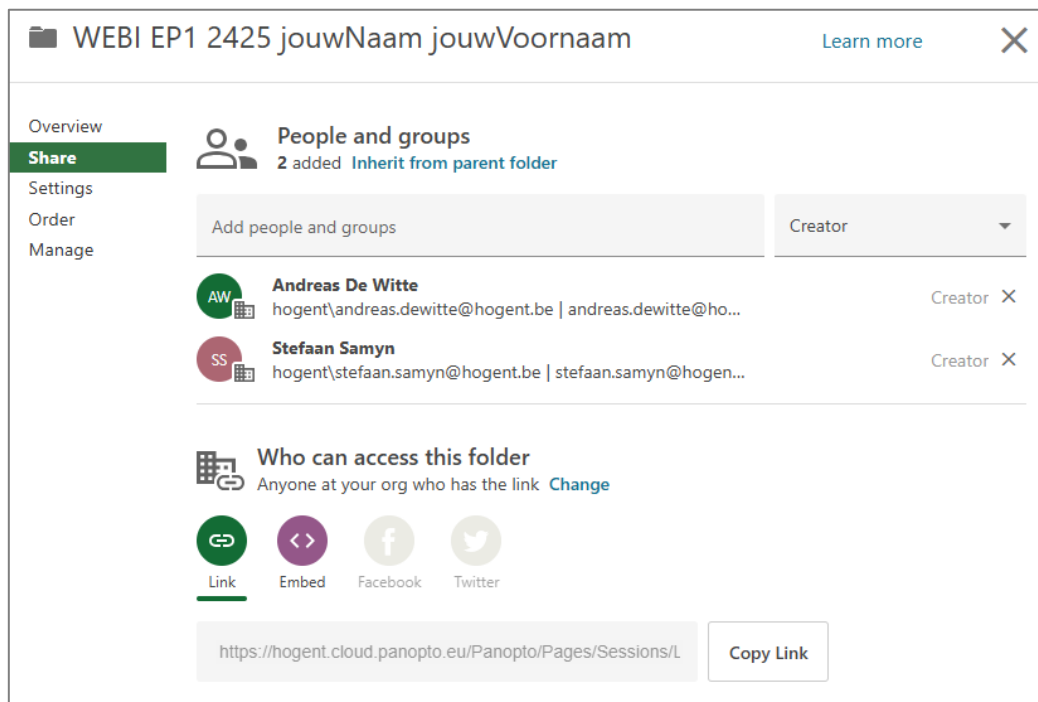 WEBI EP1 2425 jouwNaam jouwVoornaam
Learn more
Overview
Share
Settings
Order
Manage
People and groups
2 added Inherit from parent folder
Add people and groups
Creator
AW
Andreas De Witte
hogent\andreas.dewitte@hogent.be | andreas.dewitte@ho...
Creator
SS
Stefaan Samyn
hogent\stefaan.samyn@hogent.be | stefaan.samyn@hogen...
Creator
Who can access this folder
Anyone at your org who has the link Change
Link
Embed
Facebook
Twitter
https://hogent.cloud.panopto.eu/Panopto/Pages/Sessions/L
Copy Link